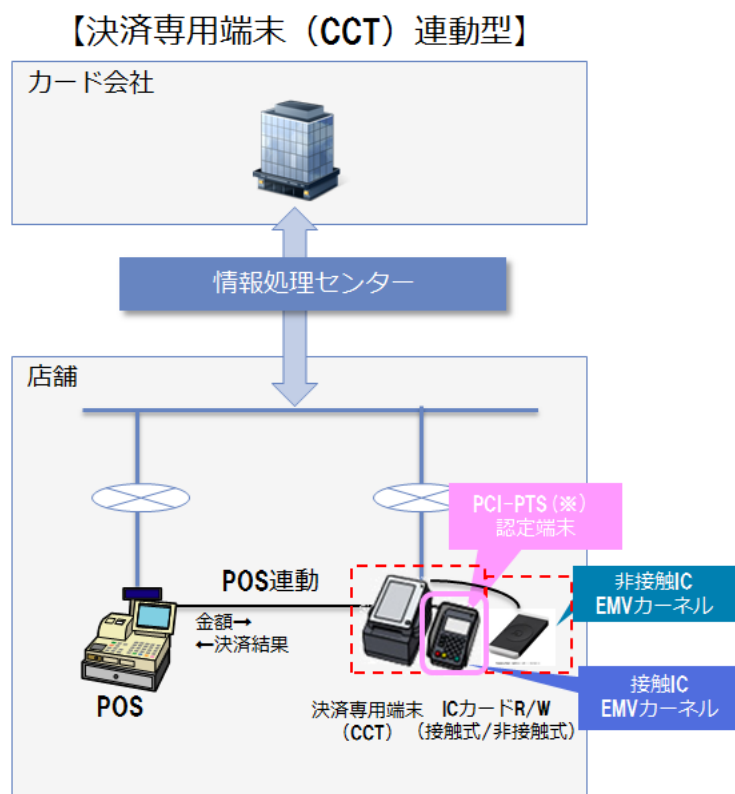 【決済専用端末（CCT）連動型】
カード会社
情報処理センター
店舗
PCI-PTS(※)
認定端末
POS連動
金額→
←決済結果
非接触IC
EMVカーネル
接触IC
EMVカーネル
POS
決済専用端末
（CCT）
ICカードR/W
（接触式/非接触式）